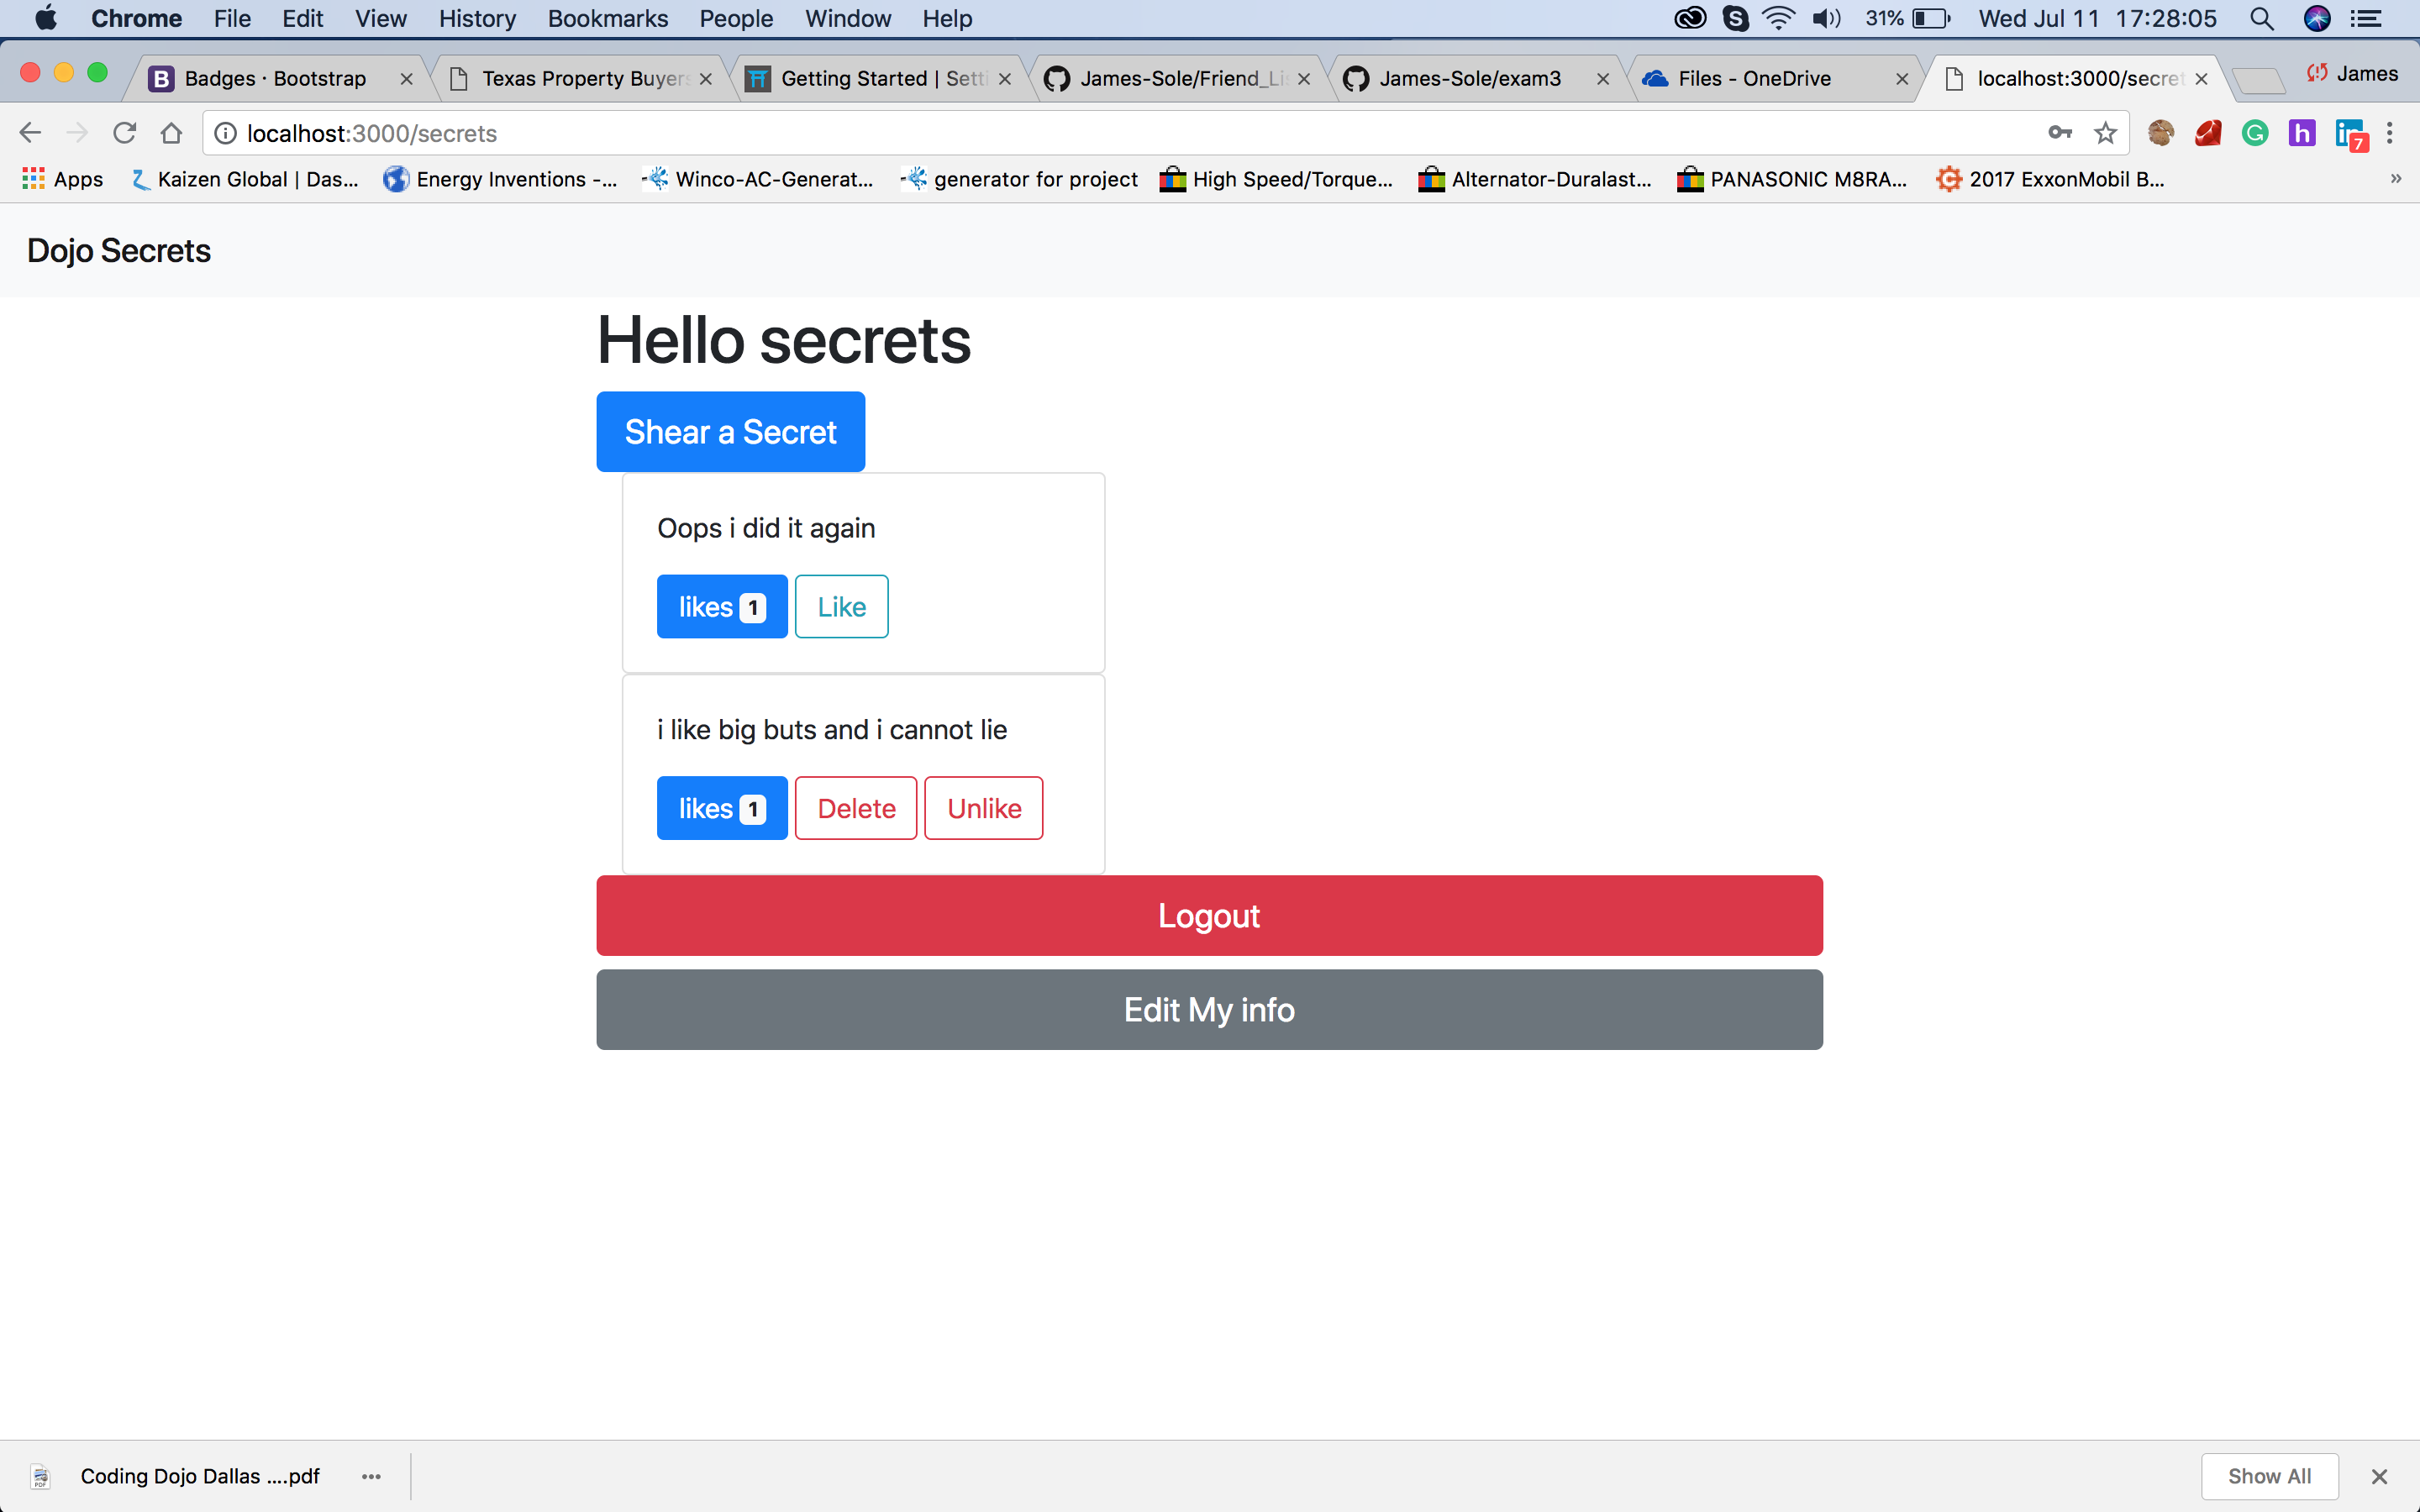 Chrome File Edit View History Bookmarks People Window Help 31% Wed Jul 11 17:28:05
Badges · Bootstrap Texas Property Buyers Getting Started | Setti James-Sole/Friend_Li James-Sole/exam3 Files - OneDrive localhost:3000/secret James
localhost:3000/secrets 7
Apps Kaizen Global | Das... Energy Inventions -... Winco-AC-Generat... generator for project High Speed/Torque... Alternator-Duralast... PANASONIC M8RA... 2017 ExxonMobil B... »
Dojo Secrets
Hello secrets
Shear a Secret
Oops i did it again
likes 1 Like
i like big buts and i cannot lie
likes 1 Delete Unlike
Logout
Edit My info
Coding Dojo Dallas ....pdf Show All